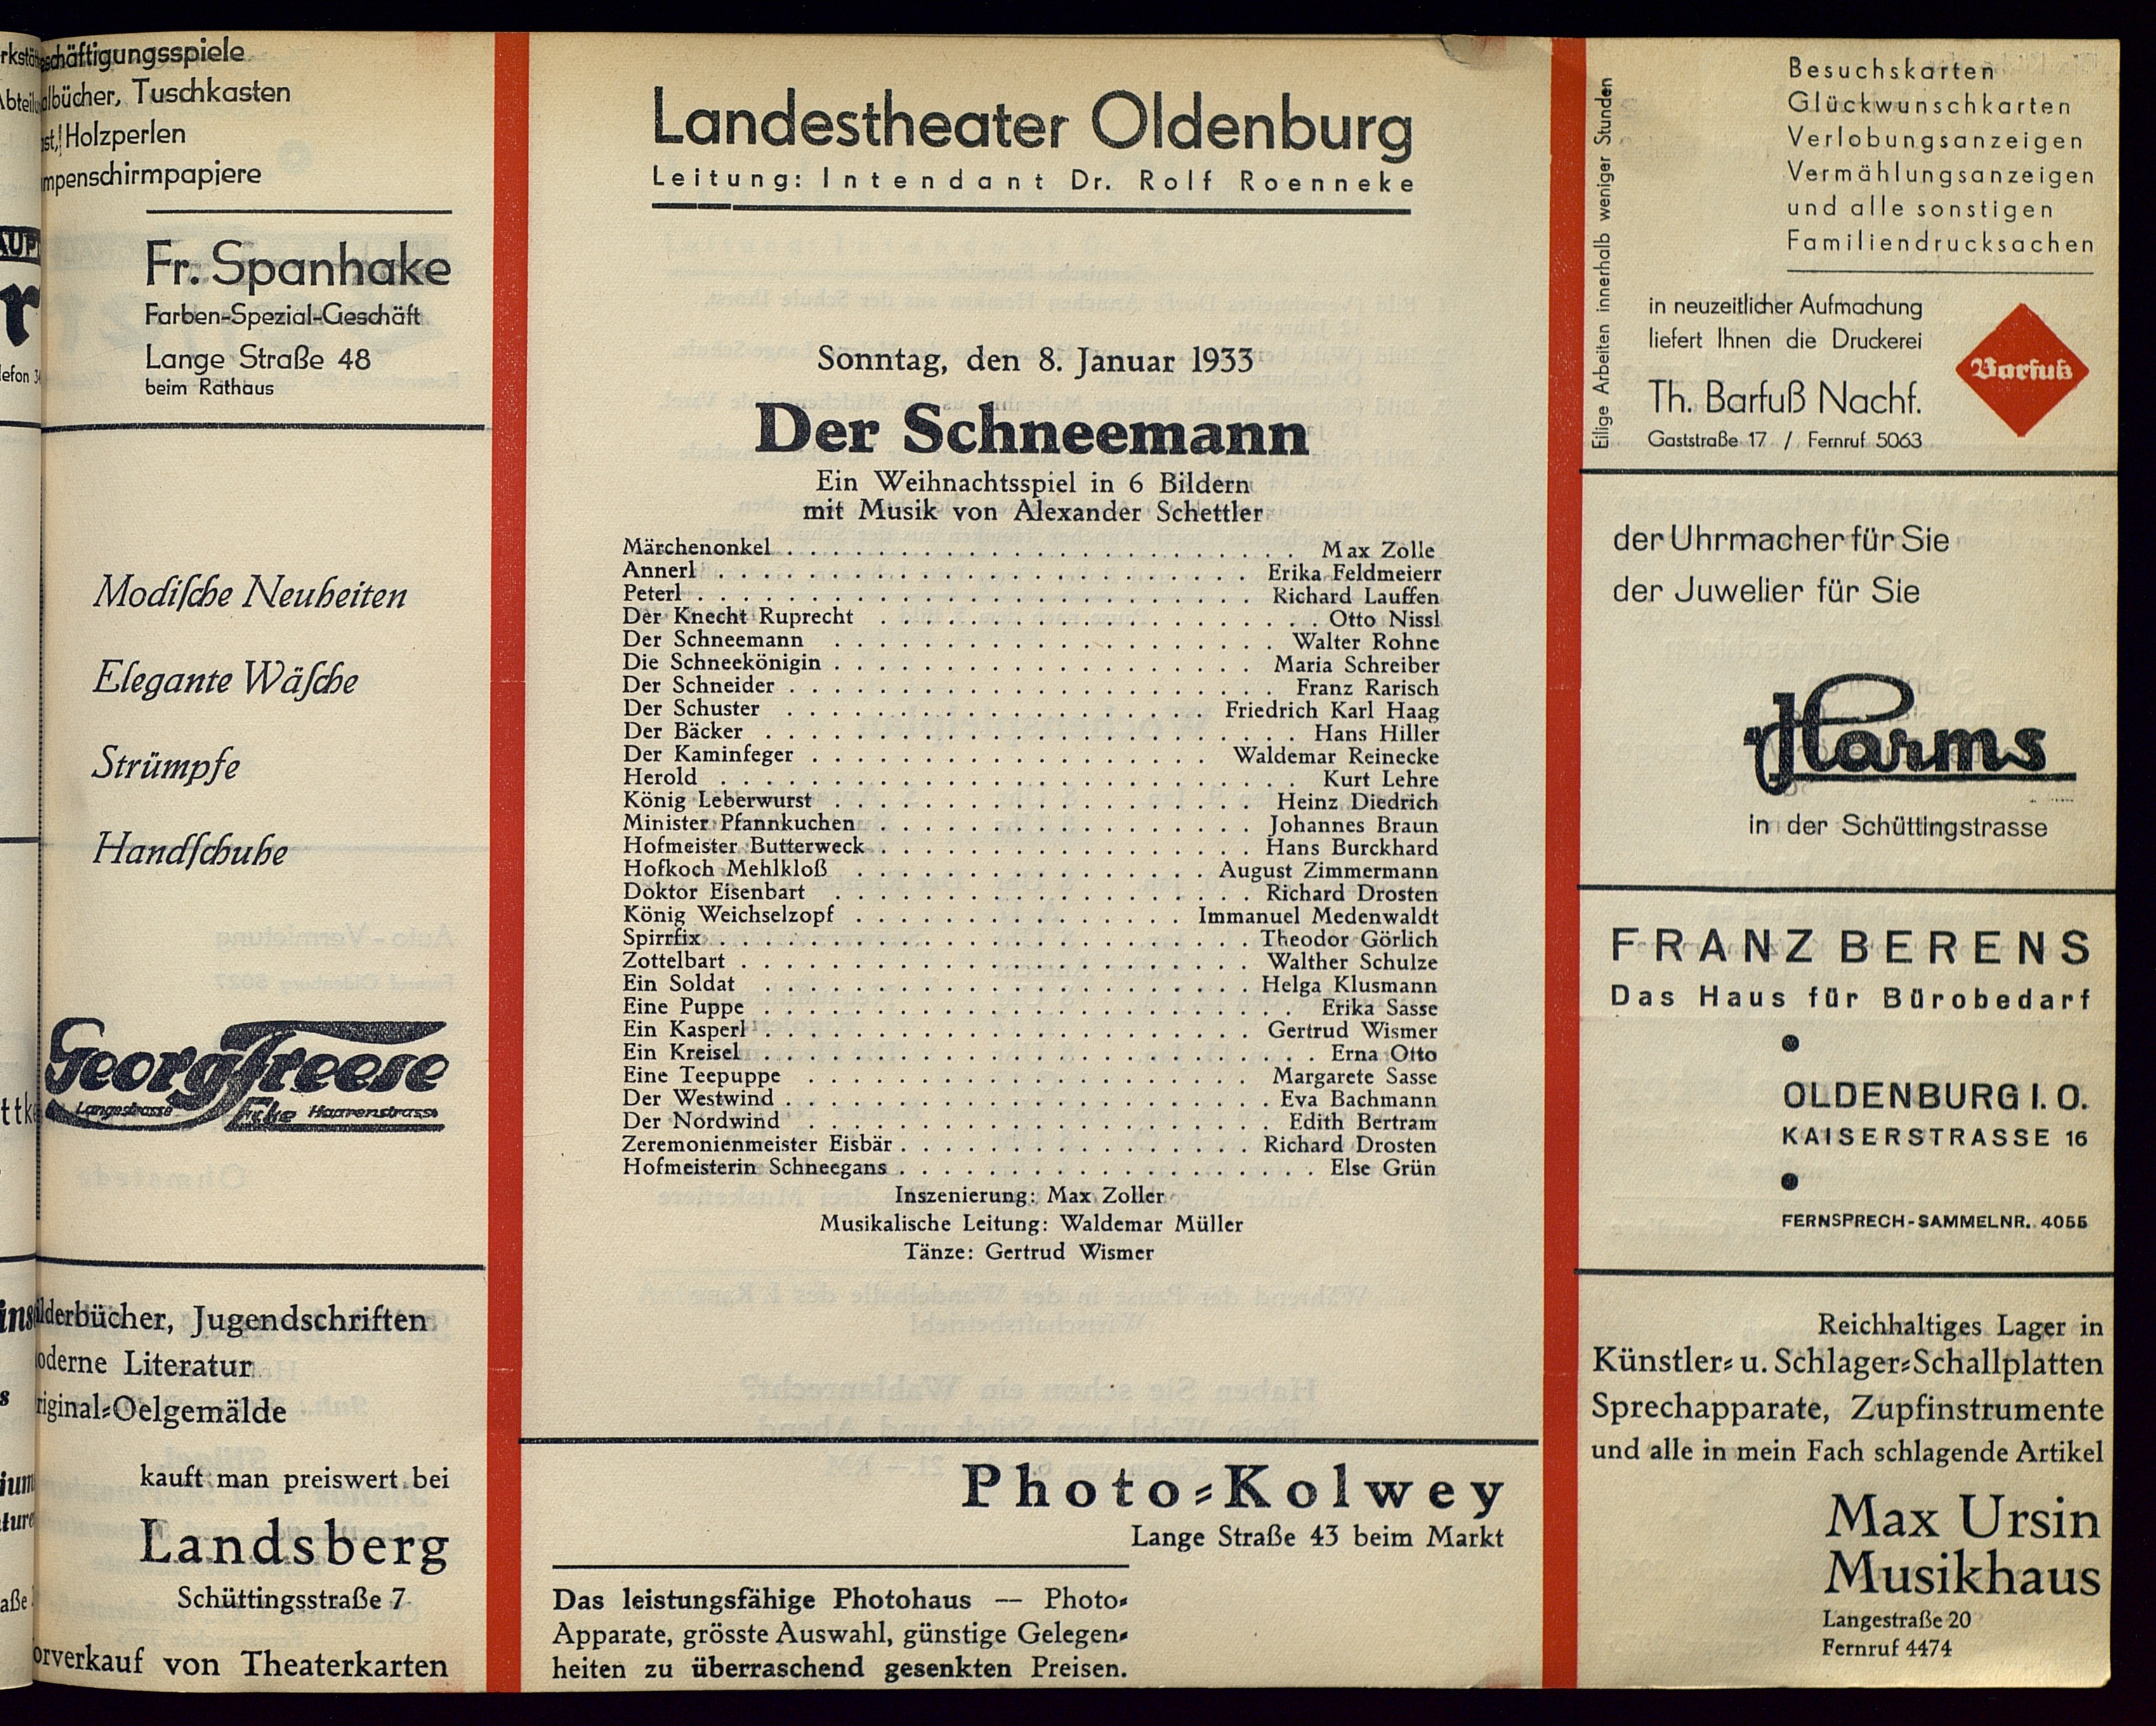 Beschäftigungsspiele
albücher, Tuschkasten
Holzperlen
mpenschirmpapiere
Fr. Spanhake
Farben-Spezial-Geschäft
Lange Straße 48
beim Rathaus
Modische Neuheiten
Elegante Wäsche
Strümpfe
Handschuhe
Georg Freese
Langestrasse Ecke Haarenstrasse
ilderbücher, Jugendschriften
oderne Literatur
riginal-Oelgemälde
kauft man preiswert bei
Landsberg
Schüttingsstraße 7
orverkauf von Theaterkarten
Landestheater Oldenburg
Leitung: Intendant Dr. Rolf Roenneke
Sonntag, den 8. Januar 1933
Der Schneemann
Ein Weihnachtsspiel in 6 Bildern
mit Musik von Alexander Schettler
Märchenonkel . . . Max Zolle
Annerl . . . Erika Feldmeierr
Peterl . . . Richard Lauffen
Der Knecht Ruprecht . . . Otto Nissl
Der Schneemann . . . Walter Rohne
Die Schneekönigin . . . Maria Schreiber
Der Schneider . . . Franz Rarisch
Der Schuster . . . Friedrich Karl Haag
Der Bäcker . . . Hans Hiller
Der Kaminfeger . . . Waldemar Reinecke
Herold . . . Kurt Lehre
König Leberwurst . . . Heinz Diedrich
Minister Pfannkuchen . . . Johannes Braun
Hofmeister Butterweck . . . Hans Burckhard
Hofkoch Mehlkloß . . . August Zimmermann
Doktor Eisenbart . . . Richard Drosten
König Weichselzopf . . . Immanuel Medenwaldt
Spirrfix . . . Theodor Görlich
Zottelbart . . . Walther Schulze
Ein Soldat . . . Helga Klusmann
Eine Puppe . . . Erika Sasse
Ein Kasperl . . . Gertrud Wismer
Ein Kreisel . . . Erna Otto
Eine Teepuppe . . . Margarete Sasse
Der Westwind . . . Eva Bachmann
Der Nordwind . . . Edith Bertram
Zeremonienmeister Eisbär . . . Richard Drosten
Hofmeisterin Schneegans . . . Else Grün
Inszenierung: Max Zoller
Musikalische Leitung: Waldemar Müller
Tänze: Gertrud Wismer
Photo-Kolwey
Lange Straße 43 beim Markt
Das leistungsfähige Photohaus — Photo-
Apparate, grösste Auswahl, günstige Gelegen-
heiten zu überraschend gesenkten Preisen.
Eilige Arbeiten innerhalb weniger Stunden
Besuchskarten
Glückwunschkarten
Verlobungsanzeigen
Vermählungsanzeigen
und alle sonstigen
Familiendrucksachen
in neuzeitlicher Aufmachung
liefert Ihnen die Druckerei
Th. Barfuß Nachf.
Gaststraße 17 / Fernruf 5063
Barfuß
der Uhrmacher für Sie
der Juwelier für Sie
Harms
in der Schüttingstrasse
FRANZ BERENS
Das Haus für Bürobedarf
OLDENBURG I. O.
KAISERSTRASSE 16
FERNSPRECH-SAMMELNR. 4055
Reichhaltiges Lager in
Künstler- u. Schlager-Schallplatten
Sprechapparate, Zupfinstrumente
und alle in mein Fach schlagende Artikel
Max Ursin
Musikhaus
Langestraße 20
Fernruf 4474